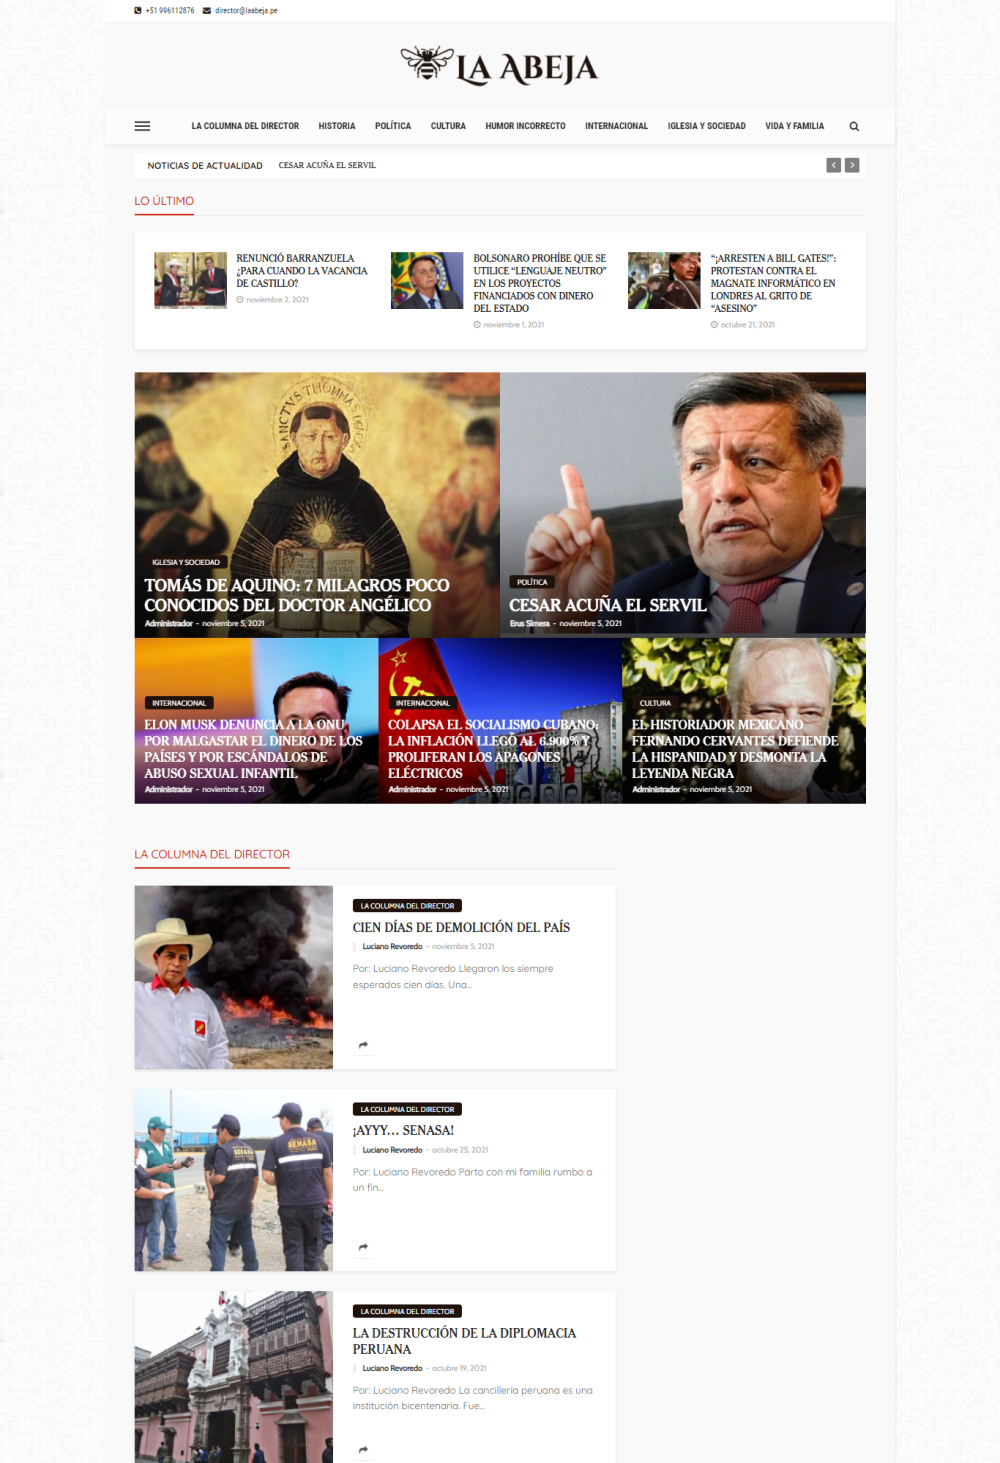 +51 996112876 director@laabeja.pe
LA ABEJA
LA COLUMNA DEL DIRECTOR HISTORIA POLÍTICA CULTURA HUMOR INCORRECTO INTERNACIONAL IGLESIA Y SOCIEDAD VIDA Y FAMILIA
NOTICIAS DE ACTUALIDAD CESAR ACUÑA EL SERVIL
LO ÚLTIMO
RENUNCIÓ BARRANZUELA
¿PARA CUANDO LA VACANCIA
DE CASTILLO?
noviembre 2, 2021
BOLSONARO PROHÍBE QUE SE
UTILICE “LENGUAJE NEUTRO”
EN LOS PROYECTOS
FINANCIADOS CON DINERO
DEL ESTADO
noviembre 1, 2021
“¡ARRESTEN A BILL GATES!”:
PROTESTAN CONTRA EL
MAGNATE INFORMÁTICO EN
LONDRES AL GRITO DE
“ASESINO”
octubre 21, 2021
SANCTVS THOMMAS DE
IGLESIA Y SOCIEDAD
TOMÁS DE AQUINO: 7 MILAGROS POCO
CONOCIDOS DEL DOCTOR ANGÉLICO
Administrador - noviembre 5, 2021
POLÍTICA
CESAR ACUÑA EL SERVIL
Erus Simera - noviembre 5, 2021
INTERNACIONAL
ELON MUSK DENUNCIA A LA ONU
POR MALGASTAR EL DINERO DE LOS
PAÍSES Y POR ESCÁNDALOS DE
ABUSO SEXUAL INFANTIL
Administrador - noviembre 5, 2021
INTERNACIONAL
COLAPSA EL SOCIALISMO CUBANO:
LA INFLACIÓN LLEGÓ AL 6.900% Y
PROLIFERAN LOS APAGONES
ELÉCTRICOS
Administrador - noviembre 5, 2021
CULTURA
EL HISTORIADOR MEXICANO
FERNANDO CERVANTES DEFIENDE
LA HISPANIDAD Y DESMONTA LA
LEYENDA NEGRA
Administrador - noviembre 5, 2021
LA COLUMNA DEL DIRECTOR
LA COLUMNA DEL DIRECTOR
CIEN DÍAS DE DEMOLICIÓN DEL PAÍS
Luciano Revoredo - noviembre 5, 2021
Por: Luciano Revoredo Llegaron los siempre
esperados cien días. Una...
SENASA
SENASA
LA COLUMNA DEL DIRECTOR
¡AYYY… SENASA!
Luciano Revoredo - octubre 25, 2021
Por: Luciano Revoredo Parto con mi familia rumbo a
un fin...
LA COLUMNA DEL DIRECTOR
LA DESTRUCCIÓN DE LA DIPLOMACIA
PERUANA
Luciano Revoredo - octubre 19, 2021
Por: Luciano Revoredo La cancillería peruana es una
institución bicentenaria. Fue...